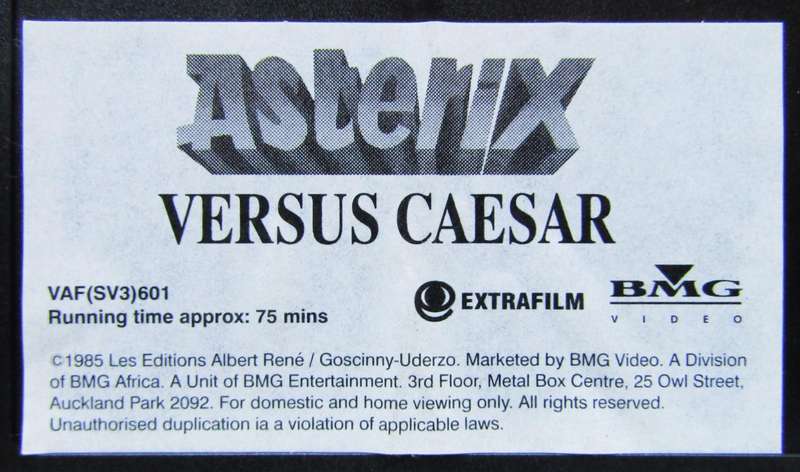 Asterix
VERSUS CAESAR
VAF(SV3)601
Running time approx: 75 mins
EXTRAFILM
BMG
VIDEO
©1985 Les Editions Albert René / Goscinny-Uderzo. Marketed by BMG Video. A Division
of BMG Africa. A Unit of BMG Entertainment. 3rd Floor, Metal Box Centre, 25 Owl Street,
Auckland Park 2092. For domestic and home viewing only. All rights reserved.
Unauthorised duplication ia a violation of applicable laws.